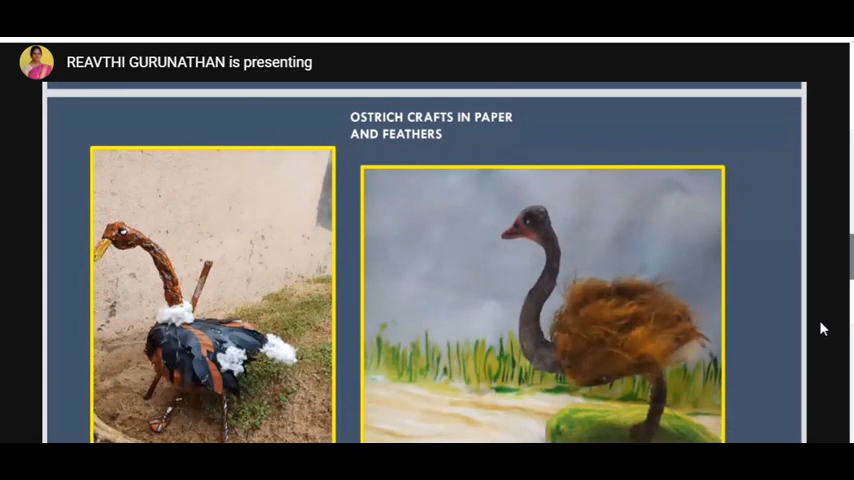 REAVTHI GURUNATHAN is presenting
OSTRICH CRAFTS IN PAPER
AND FEATHERS